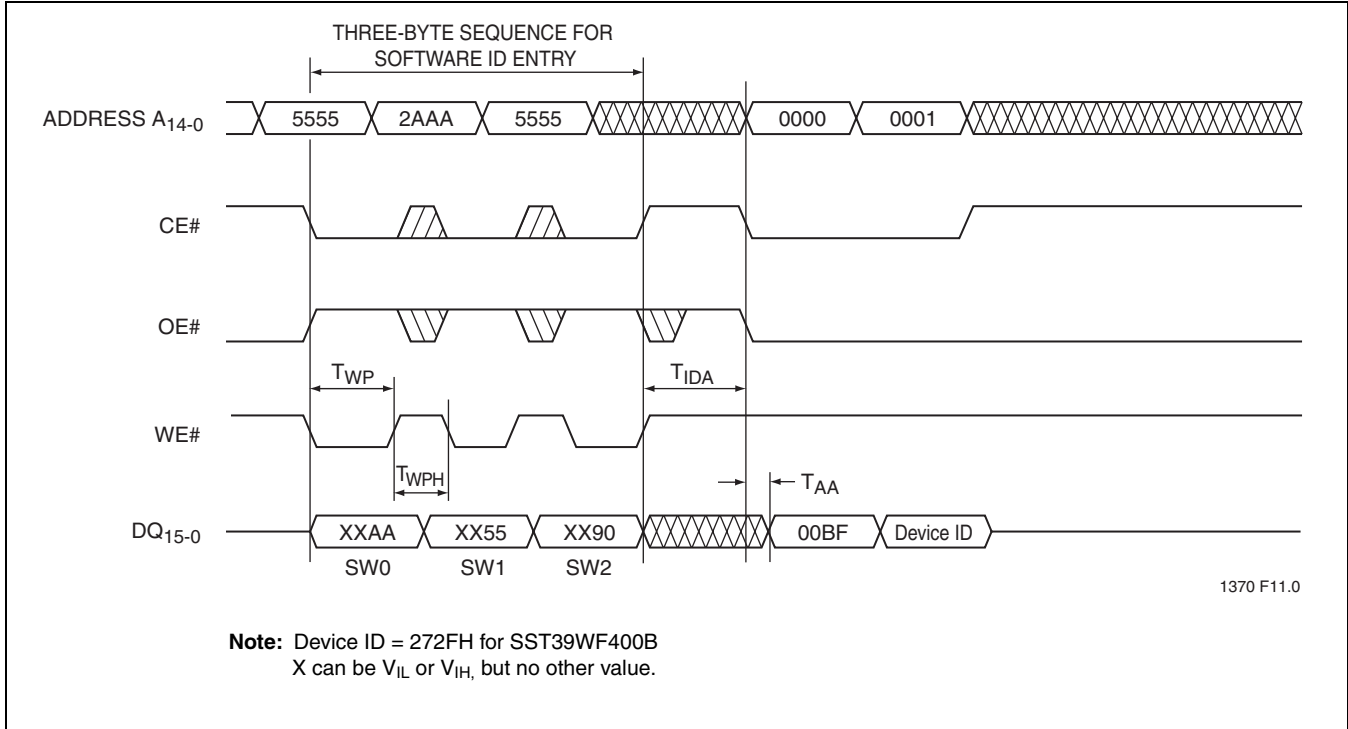 THREE-BYTE SEQUENCE FOR
SOFTWARE ID ENTRY
ADDRESS A14-0
5555 2AAA 5555 0000 0001
CE#
OE#
TWP TIDA
WE#
TWPH TAA
DQ15-0
XXAA XX55 XX90 00BF Device ID
SW0 SW1 SW2
1370 F11.0
Note: Device ID = 272FH for SST39WF400B
X can be VIL or VIH, but no other value.